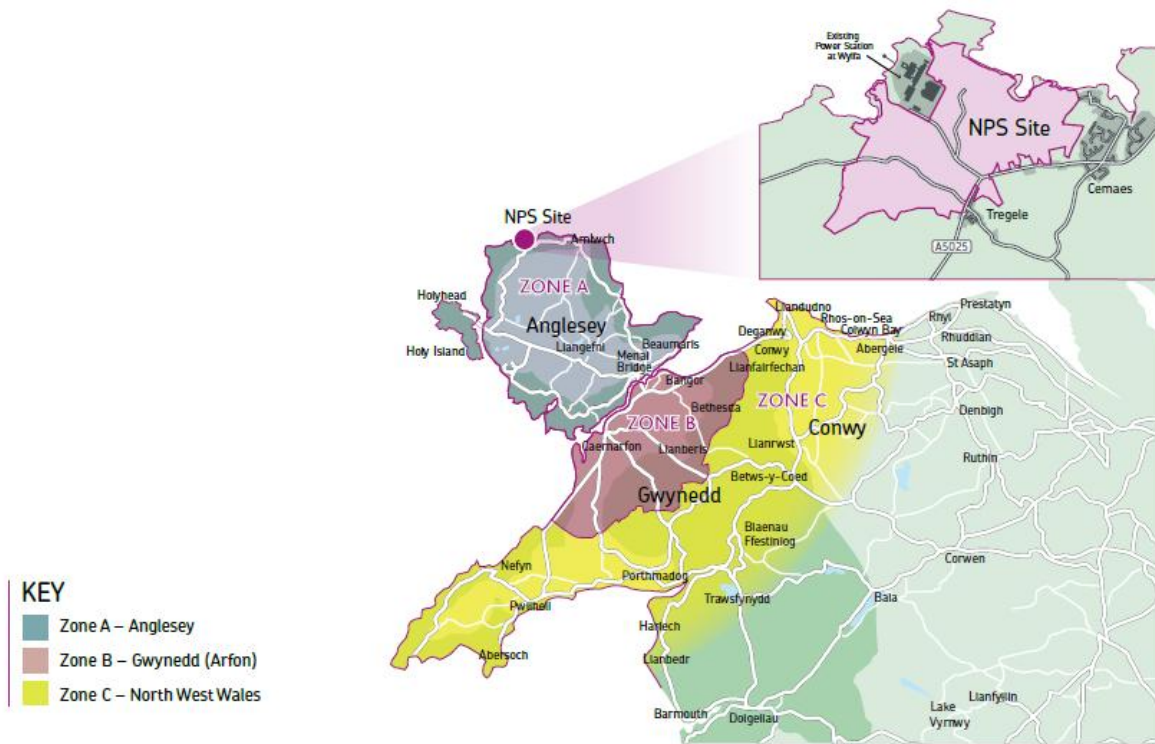 Existing
Power Station
at Wylfa
NPS Site
Cemaes
Tregele
A5025
NPS Site
Amlwch
ZONE A
Holyhead
Anglesey
Llangefni
Beaumaris
Menai
Bridge
Holy Island
Llandudno
Prestatyn
Rhos-on-Sea
Rhyl
Deganwy
Colwyn Bay
Rhuddlan
Conwy
Abergele
Llanfairfechan
St Asaph
Bangor
ZONE C
Bethesda
Denbigh
ZONE B
Conwy
Caernarfon
Llanberis
Llanrwst
Ruthin
Betws-y-Coed
Gwynedd
Blaenau
Ffestiniog
Corwen
Nefyn
Porthmadog
Pwllheli
Trawsfynydd
Bala
Harlech
Abersoch
Llanbedr
Llanfyllin
Lake
Vyrnwy
Barmouth
Dolgellau
KEY
Zone A – Anglesey
Zone B – Gwynedd (Arfon)
Zone C – North West Wales